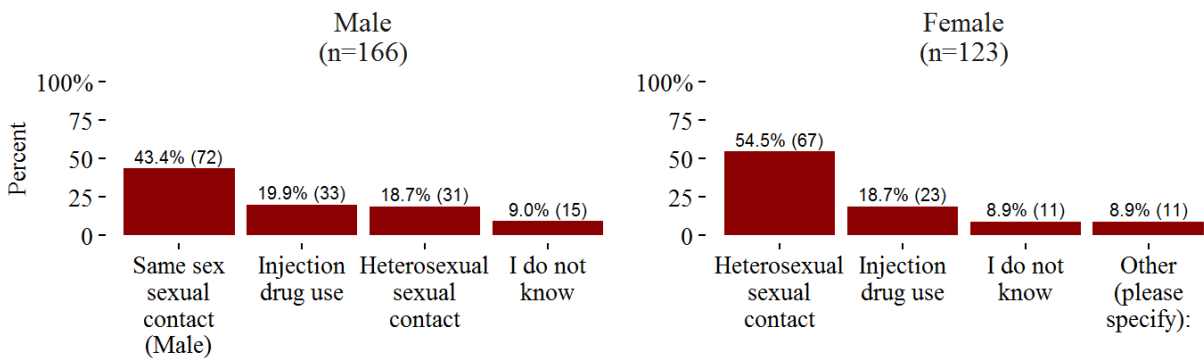 Male
(n=166)
Percent
100%
75
50
25
0
43.4% (72)
19.9% (33)
18.7% (31)
9.0% (15)
Same sex
sexual
contact
(Male)
Injection
drug use
Heterosexual
sexual
contact
I do not
know
Female
(n=123)
100%
75
50
25
0
54.5% (67)
18.7% (23)
8.9% (11)
8.9% (11)
Heterosexual
sexual
contact
Injection
drug use
I do not
know
Other
(please
specify):